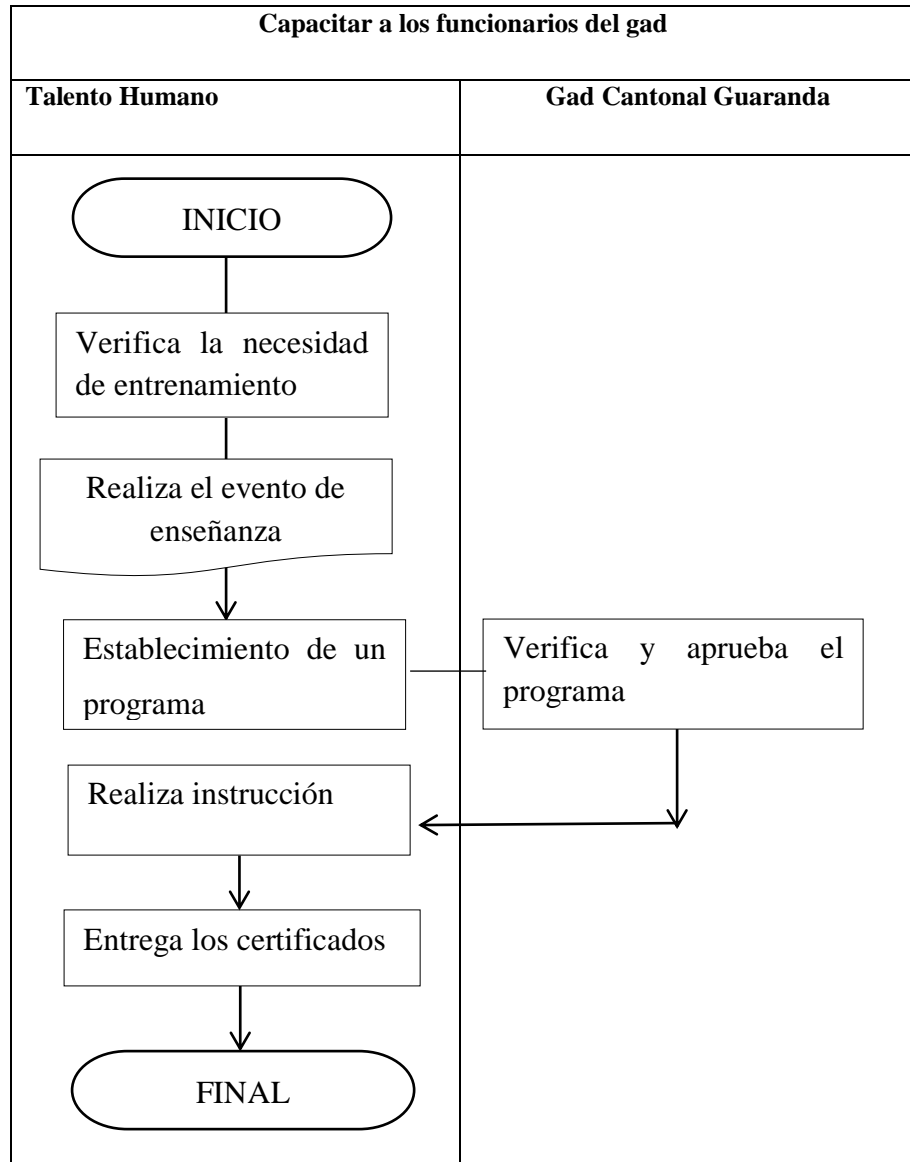 Capacitar a los funcionarios del gad
Talento Humano
Gad Cantonal Guaranda
INICIO
Verifica la necesidad
de entrenamiento
Realiza el evento de
enseñanza
Establecimiento de un
programa
Verifica y aprueba el
programa
Realiza instrucción
Entrega los certificados
FINAL